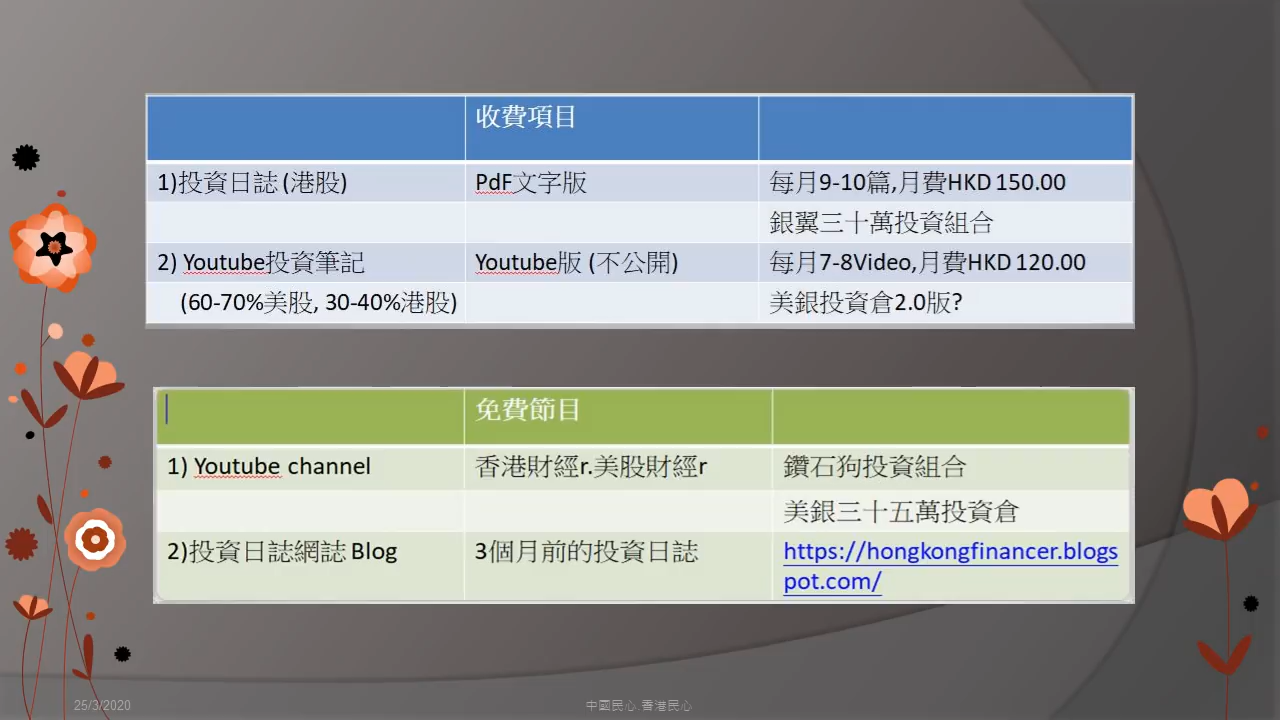 收費項目
1)投資日誌 (港股) PdF文字版 每月9-10篇,月費HKD 150.00
銀翼三十萬投資組合
2) Youtube投資筆記 Youtube版 (不公開) 每月7-8Video,月費HKD 120.00
(60-70%美股, 30-40%港股) 美銀投資倉2.0版?
免費節目
1) Youtube channel 香港財經r.美股財經r 鑽石狗投資組合
美銀三十五萬投資倉
2)投資日誌網誌 Blog 3個月前的投資日誌 https://hongkongfinancer.blogs
pot.com/
25/3/2020 中國民心.香港民心